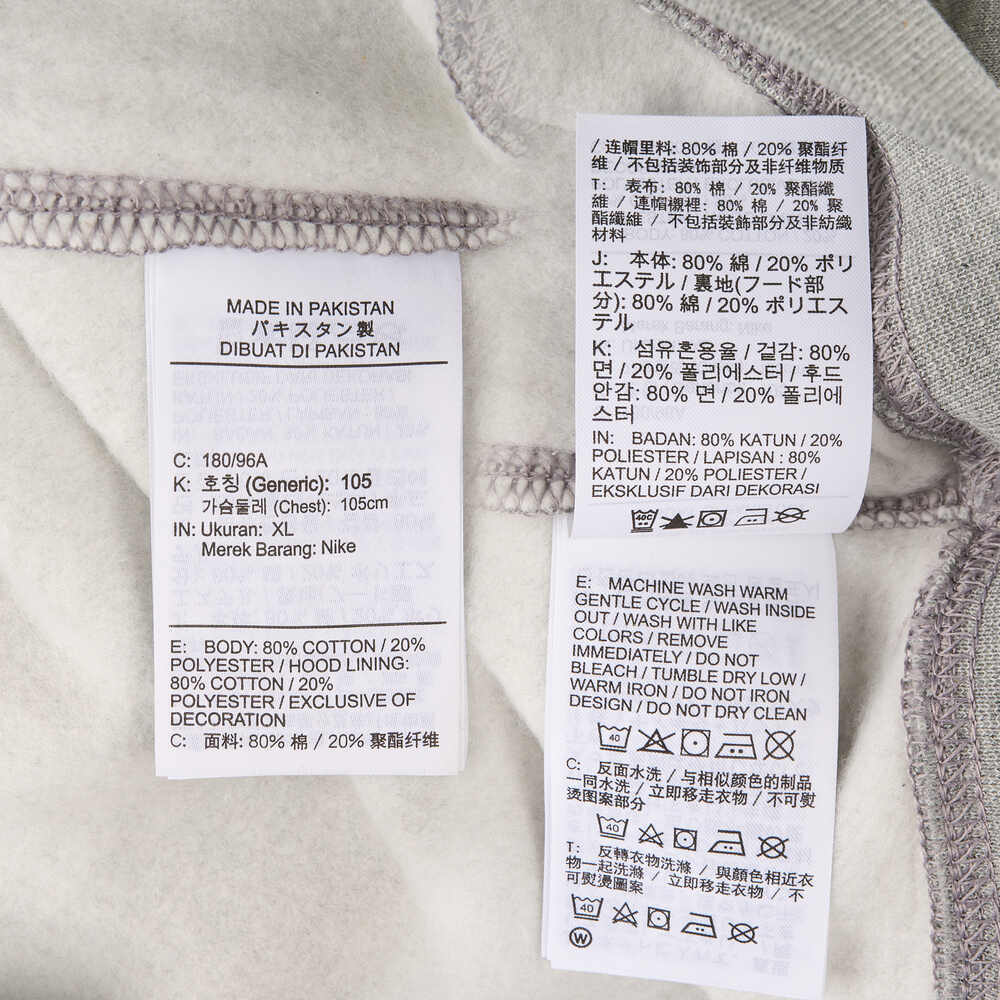 MADE IN PAKISTAN
パキスタン製
DIBUAT DI PAKISTAN
C: 180/96A
K: 호칭 (Generic): 105
가슴둘레 (Chest): 105cm
IN: Ukuran: XL
Merek Barang: Nike
E: BODY: 80% COTTON / 20%
POLYESTER / HOOD LINING:
80% COTTON / 20%
POLYESTER / EXCLUSIVE OF
DECORATION
C: 面料: 80% 棉 / 20% 聚酯纤维
/ 连帽里料: 80% 棉 / 20% 聚酯纤
维 / 不包括装饰部分及非纤维物质
T: 表布: 80% 棉 / 20% 聚酯纖
維 / 連帽襯裡: 80% 棉 / 20% 聚
酯纖維 / 不包括裝飾部分及非紡織
材料
J: 本体: 80% 綿 / 20% ポリ
エステル / 裏地(フード部
分): 80% 綿 / 20% ポリエス
テル
K: 섬유혼용율 / 겉감: 80%
면 / 20% 폴리에스터 / 후드
안감: 80% 면 / 20% 폴리에
스터
IN: BADAN: 80% KATUN / 20%
POLIESTER / LAPISAN : 80%
KATUN / 20% POLIESTER /
EKSKLUSIF DARI DEKORASI
40C
E: MACHINE WASH WARM
GENTLE CYCLE / WASH INSIDE
OUT / WASH WITH LIKE
COLORS / REMOVE
IMMEDIATELY / DO NOT
BLEACH / TUMBLE DRY LOW /
WARM IRON / DO NOT IRON
DESIGN / DO NOT DRY CLEAN
40
C: 反面水洗 / 与相似颜色的制品
一同水洗 / 立即移走衣物 / 不可熨
烫图案部分
40
T: 反轉衣物洗滌 / 與顏色相近衣
物一起洗滌 / 立即移走衣物 / 不
可熨燙圖案
40
W